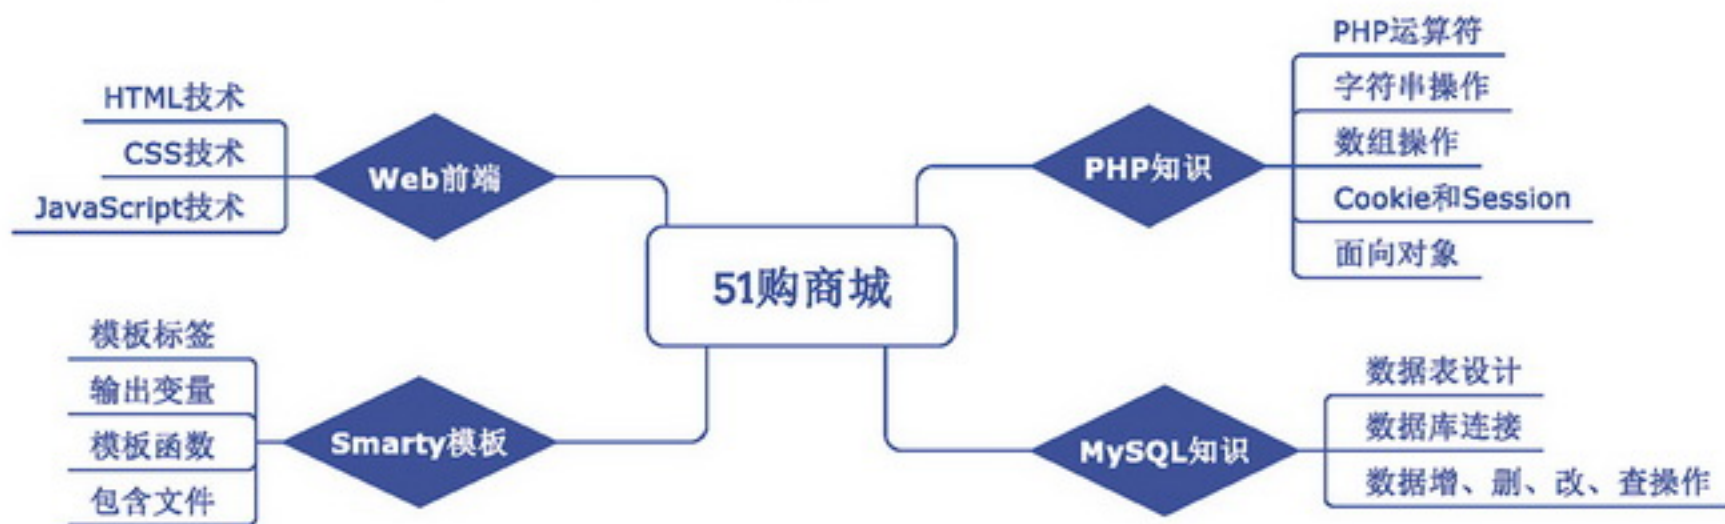 HTML技术
CSS技术
JavaScript技术
Web前端
PHP运算符
字符串操作
数组操作
Cookie和Session
面向对象
PHP知识
51购商城
模板标签
输出变量
模板函数
包含文件
Smarty模板
数据表设计
数据库连接
数据增、删、改、查操作
MySQL知识